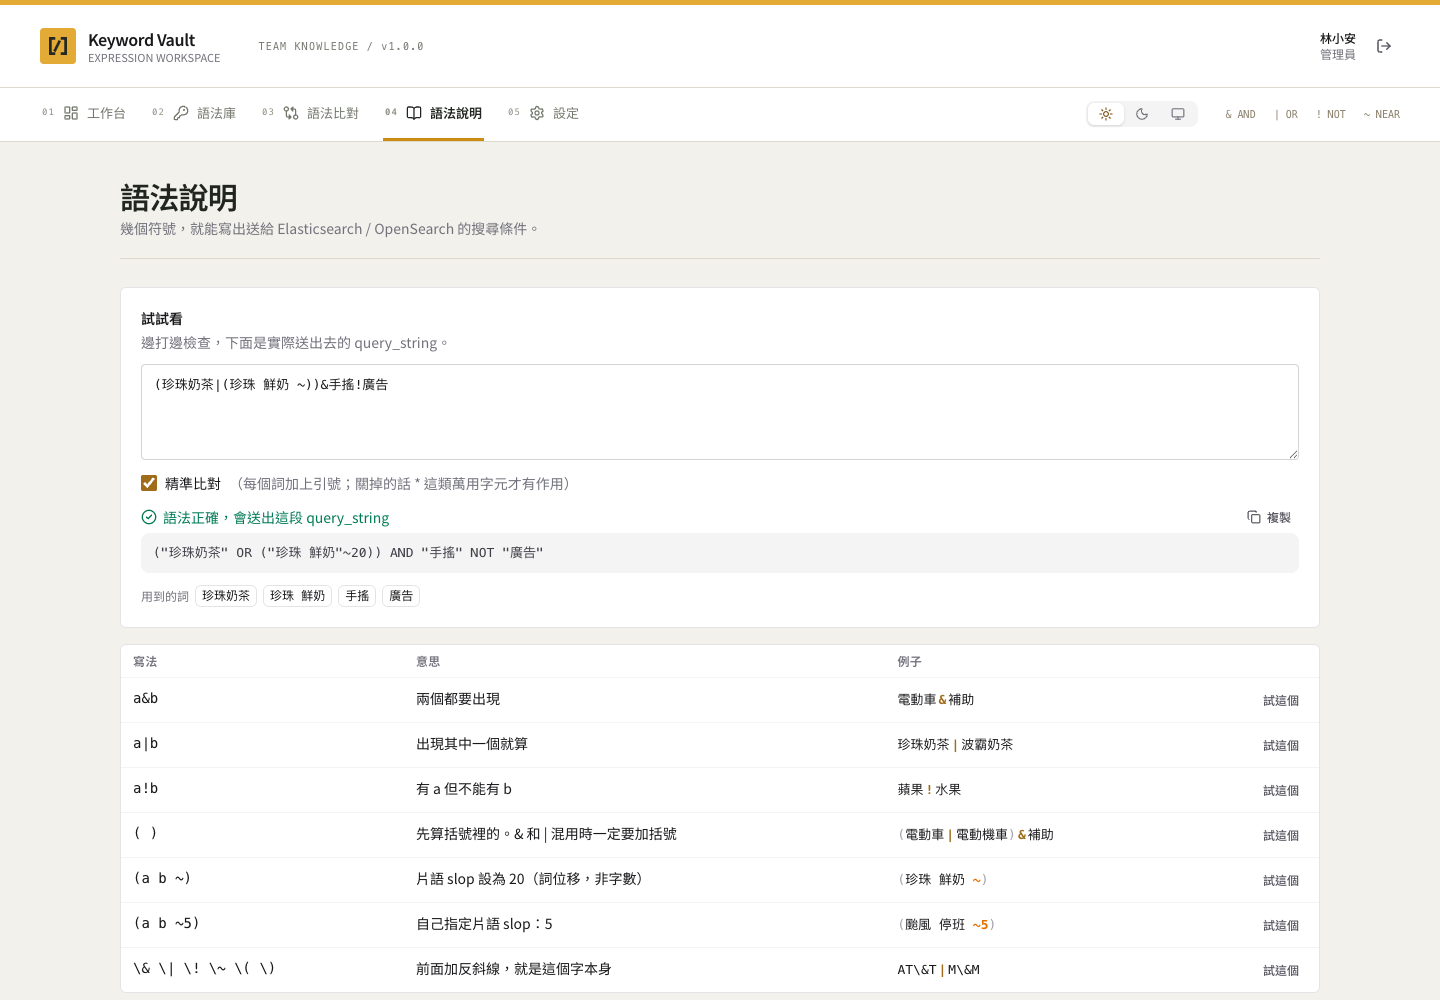 Keyword Vault
EXPRESSION WORKSPACE
TEAM KNOWLEDGE / v1.0.0
林小安
管理員
01 工作台 02 語法庫 03 語法比對 04 語法說明 05 設定
& AND | OR ! NOT ~ NEAR
語法說明
幾個符號，就能寫出送給 Elasticsearch / OpenSearch 的搜尋條件。
試試看
邊打邊檢查，下面是實際送出去的 query_string。
(珍珠奶茶|(珍珠 鮮奶 ~))&手搖!廣告
精準比對 （每個詞加上引號；關掉的話 * 這類萬用字元才有作用）
語法正確，會送出這段 query_string 複製
("珍珠奶茶" OR ("珍珠 鮮奶"~20)) AND "手搖" NOT "廣告"
用到的詞 珍珠奶茶 珍珠 鮮奶 手搖 廣告
寫法 意思 例子
a&b 兩個都要出現 電動車&補助 試這個
a|b 出現其中一個就算 珍珠奶茶|波霸奶茶 試這個
a!b 有 a 但不能有 b 蘋果!水果 試這個
( ) 先算括號裡的。& 和 | 混用時一定要加括號 (電動車|電動機車)&補助 試這個
(a b ~) 片語 slop 設為 20（詞位移，非字數） (珍珠 鮮奶 ~) 試這個
(a b ~5) 自己指定片語 slop：5 (颱風 停班 ~5) 試這個
\& \| \! \~ \( \) 前面加反斜線，就是這個字本身 AT\&T|M\&M 試這個